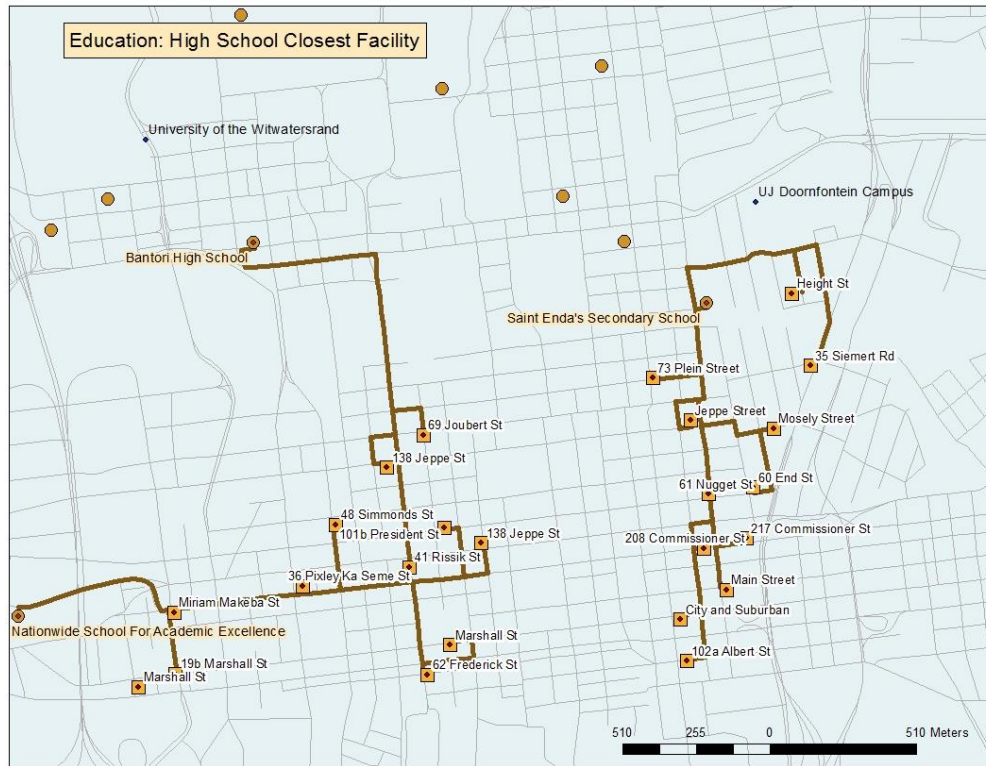 Education: High School Closest Facility
University of the Witwatersrand
UJ Doornfontein Campus
Bantori High School
Height St
Saint Enda's Secondary School
35 Siemert Rd
73 Plein Street
Jeppe Street
Mosely Street
69 Joubert St
138 Jeppe St
60 End St
61 Nugget St
48 Simmonds St
101b President St
138 Jeppe St
217 Commissioner St
208 Commissioner St
41 Rissik St
36 Pixley Ka Seme St
Main Street
Miriam Makeba St
City and Suburban
Nationwide School For Academic Excellence
Marshall St
102a Albert St
19b Marshall St
62 Frederick St
Marshall St
510 255 0 510 Meters